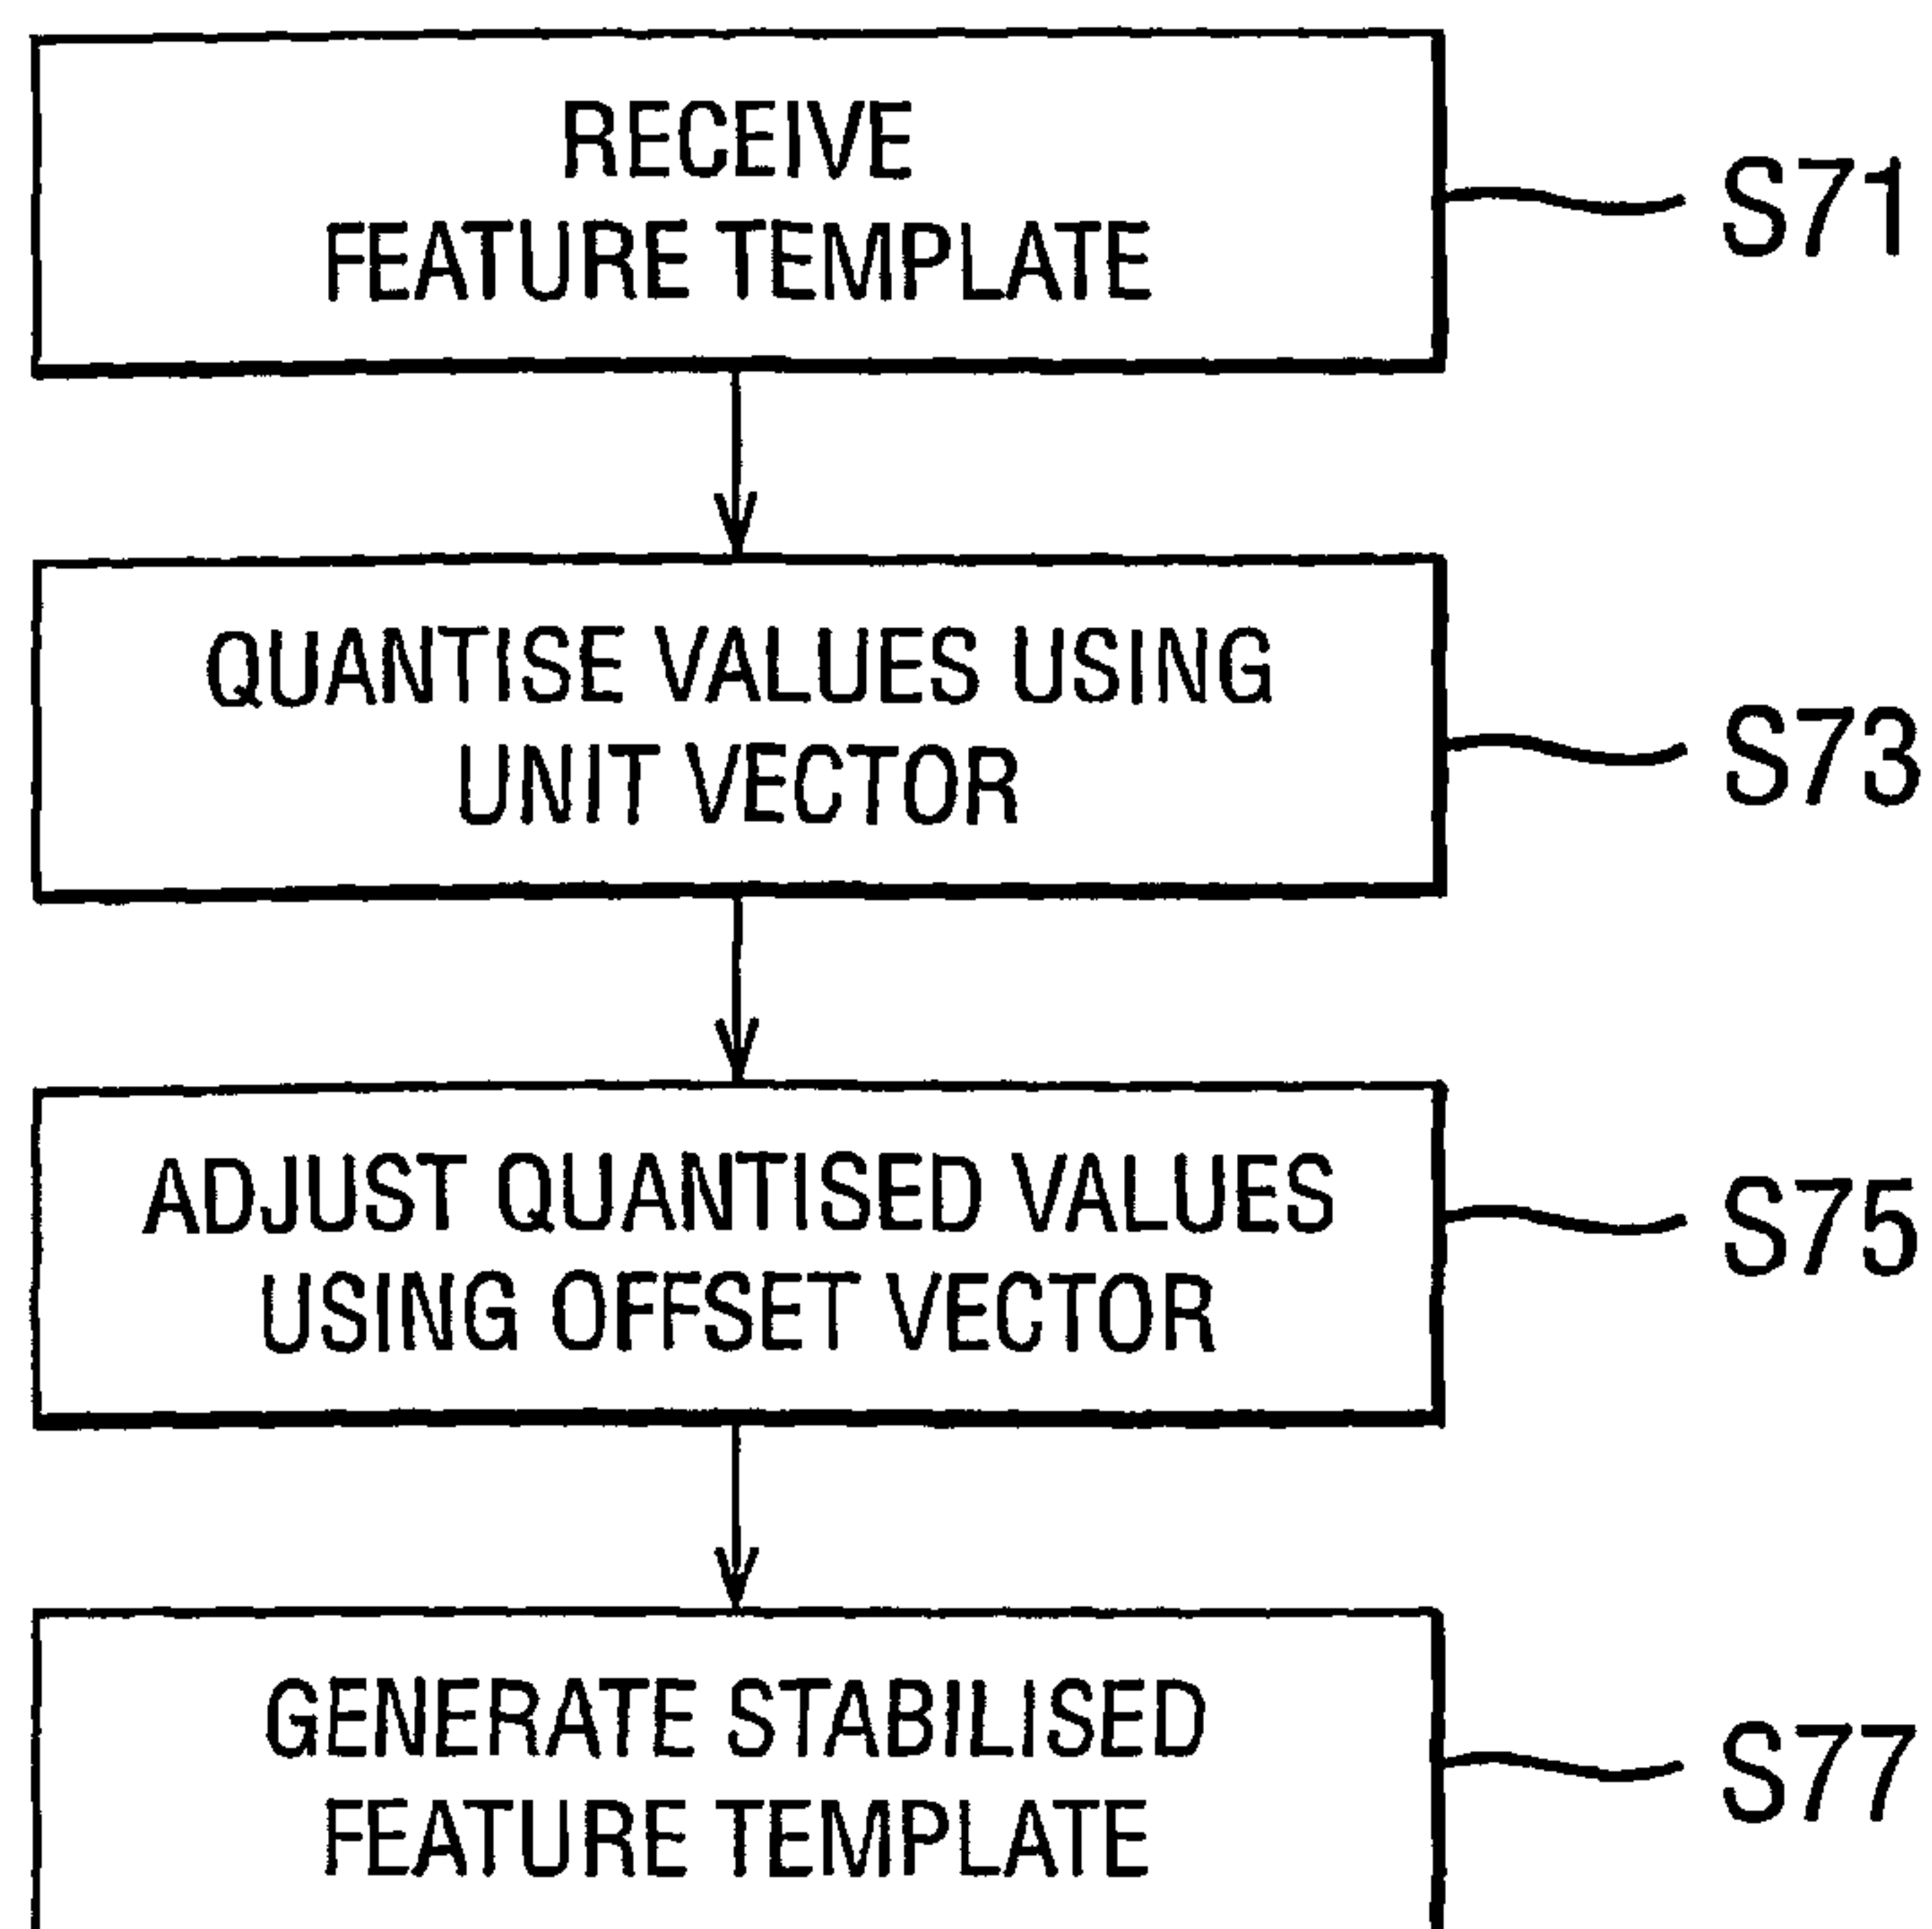 RECEIVE
FEATURE TEMPLATE
S71
QUANTISE VALUES USING
UNIT VECTOR
S73
ADJUST QUANTISED VALUES
USING OFFSET VECTOR
S75
GENERATE STABILISED
FEATURE TEMPLATE
S77